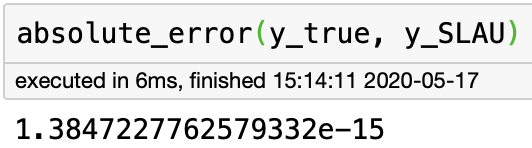 absolute_error(y_true, y_SLAU)
executed in 6ms, finished 15:14:11 2020-05-17
1.3847227762579332e-15